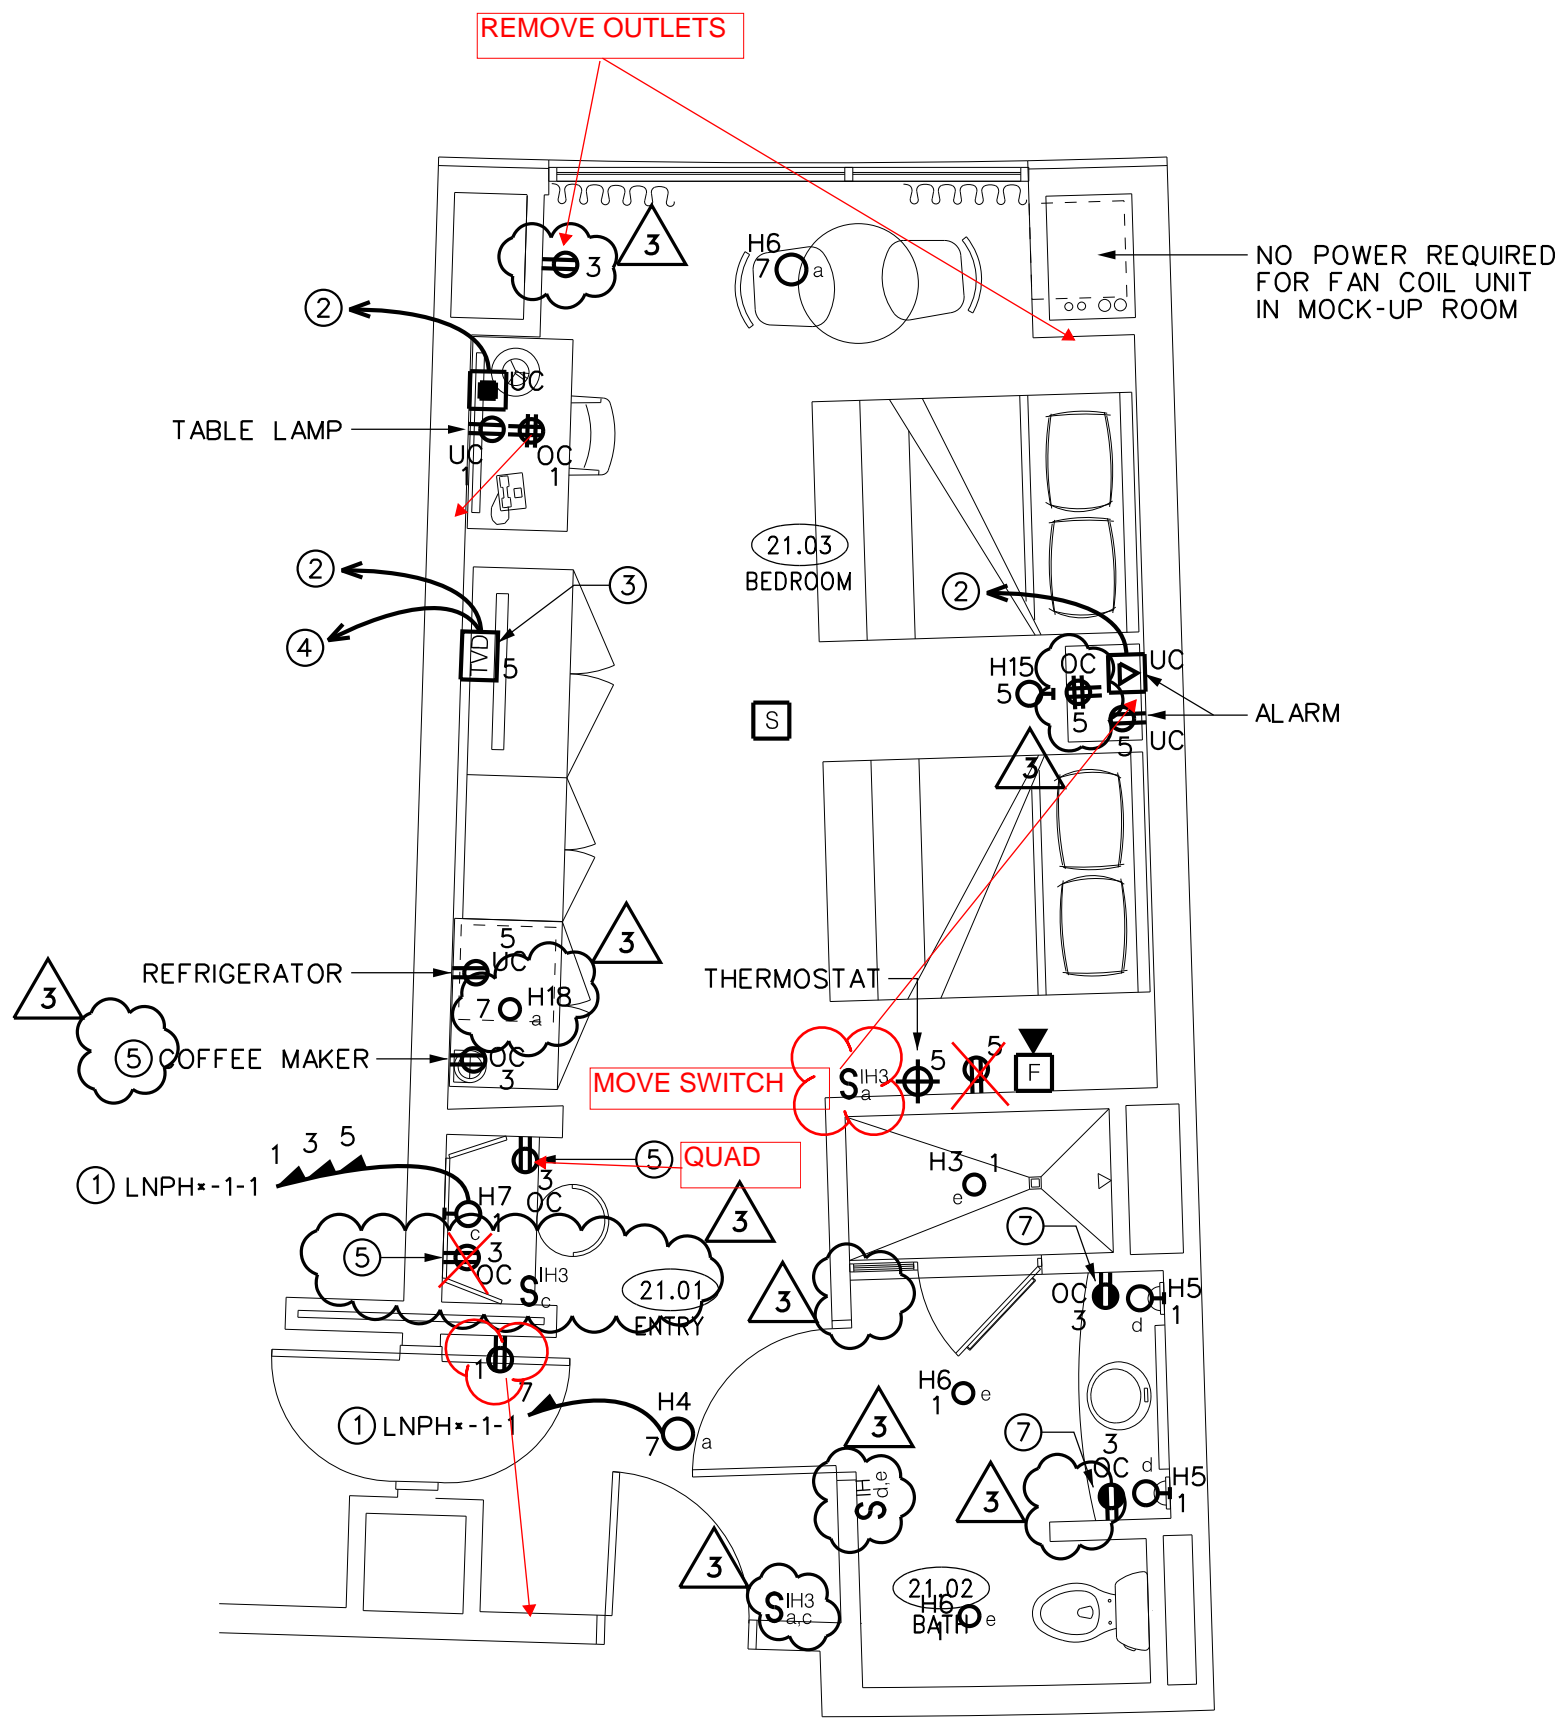 REMOVE OUTLETS
3
3
H6
7
a
NO POWER REQUIRED
FOR FAN COIL UNIT
IN MOCK-UP ROOM
2
UC
TABLE LAMP
UC
1
OC
1
21.03
BEDROOM
2
3
4
TVD
5
2
H15
5
OC
5
UC
ALARM
5
UC
S
3
3
5
REFRIGERATOR
UC
H18
7
a
3
5
COFFEE MAKER
OC
3
THERMOSTAT
5
5
F
MOVE SWITCH
S IH3
a
QUAD
5
3
OC
1 3 5
1
LNPH*-1-1
H7
1
c
3
5
3
OC
S IH3
c
21.01
ENTRY
H3
1
e
7
3
OC
3
H5
1
d
1
7
1
LNPH*-1-1
H4
7
a
H6
1
e
3
7
3
OC
d
H5
1
S IH
d,e
3
3
S IH3
a,c
21.02
H6
BATH
1
e